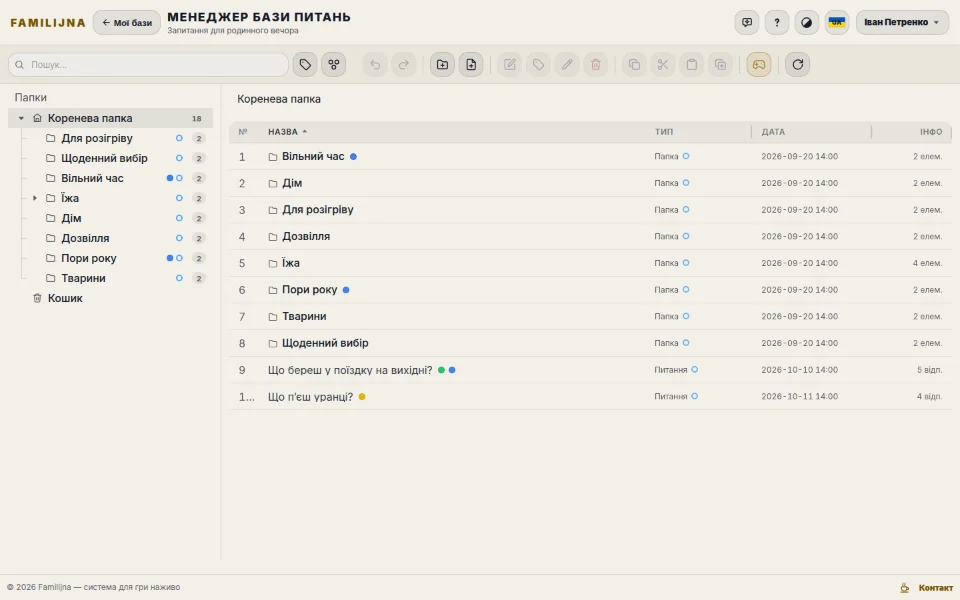 FAMILIJNA
← Мої бази
МЕНЕДЖЕР БАЗИ ПИТАНЬ
Запитання для родинного вечора
?
UA
Іван Петренко
Пошук...
Папки
Коренева папка 18
Для розігріву 2
Щоденний вибір 2
Вільний час 2
Їжа 2
Дім 2
Дозвілля 2
Пори року 2
Тварини 2
Кошик
Коренева папка
№ НАЗВА ТИП ДАТА ІНФО
1 Вільний час Папка 2026-09-20 14:00 2 елем.
2 Дім Папка 2026-09-20 14:00 2 елем.
3 Для розігріву Папка 2026-09-20 14:00 2 елем.
4 Дозвілля Папка 2026-09-20 14:00 2 елем.
5 Їжа Папка 2026-09-20 14:00 4 елем.
6 Пори року Папка 2026-09-20 14:00 2 елем.
7 Тварини Папка 2026-09-20 14:00 2 елем.
8 Щоденний вибір Папка 2026-09-20 14:00 2 елем.
9 Що береш у поїздку на вихідні? Питання 2026-10-10 14:00 5 відп.
1... Що п'єш уранці? Питання 2026-10-11 14:00 4 відп.
© 2026 Familijna — система для гри наживо
Контакт